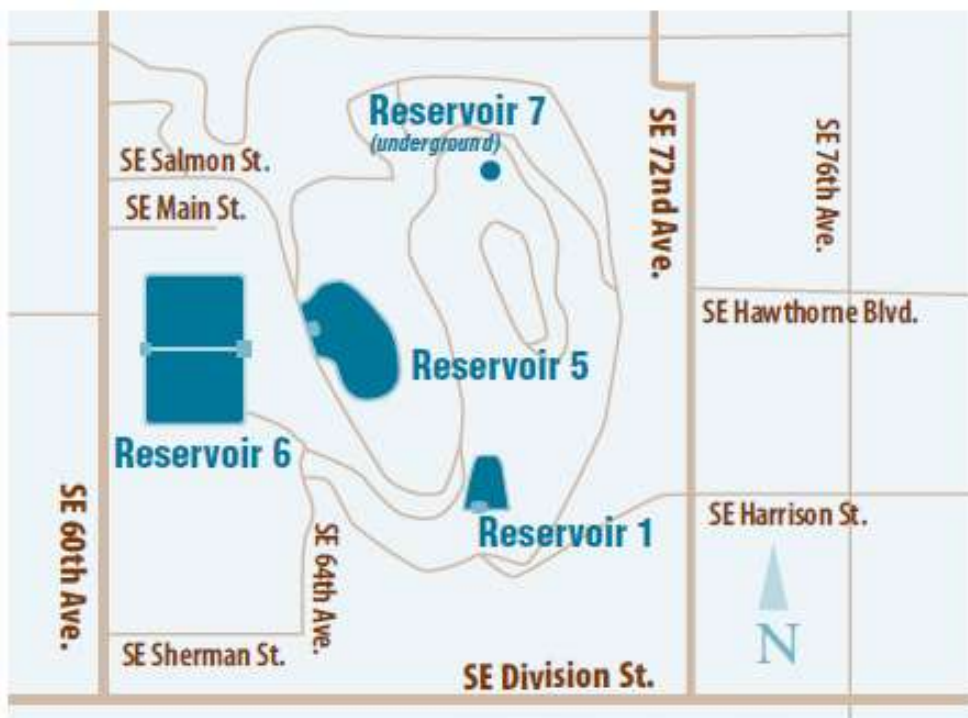 Reservoir 7
(underground)
SE Salmon St.
SE Main St.
SE 72nd Ave.
SE 76th Ave.
SE Hawthorne Blvd.
Reservoir 5
Reservoir 6
SE 60th Ave.
SE 64th Ave.
Reservoir 1
SE Harrison St.
N
SE Sherman St.
SE Division St.